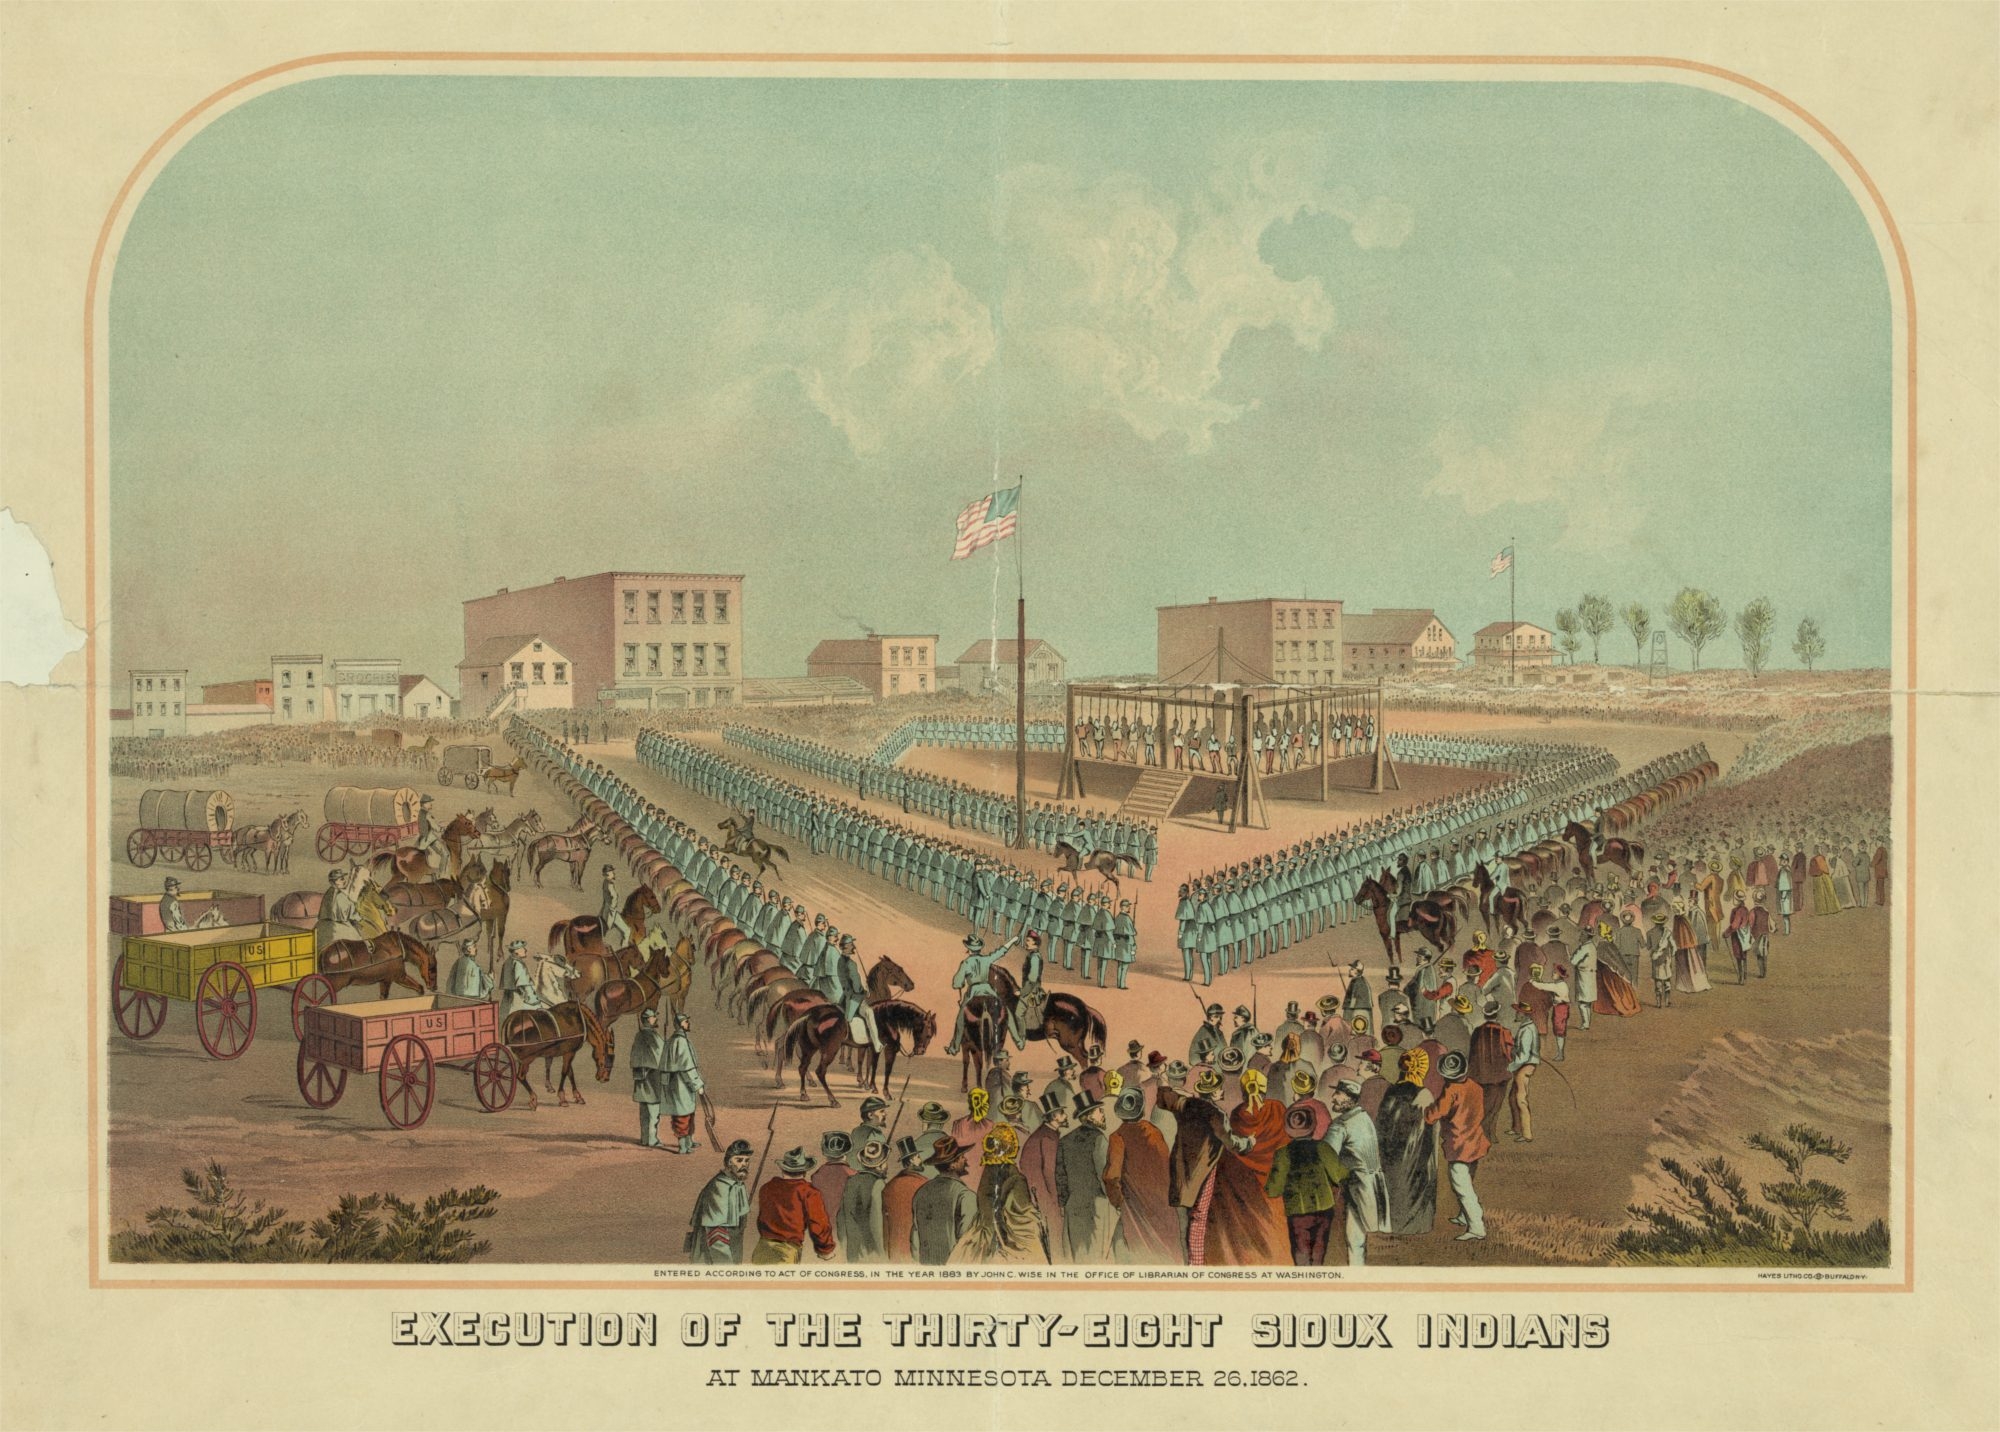 GROCERIES
US
US
ENTERED ACCORDING TO ACT OF CONGRESS, IN THE YEAR 1883 BY JOHN C. WISE IN THE OFFICE OF LIBRARIAN OF CONGRESS AT WASHINGTON.
HAYES LITHO. CO. BUFFALO N.Y.
EXECUTION OF THE THIRTY-EIGHT SIOUX INDIANS
AT MANKATO MINNESOTA DECEMBER 26.1862.